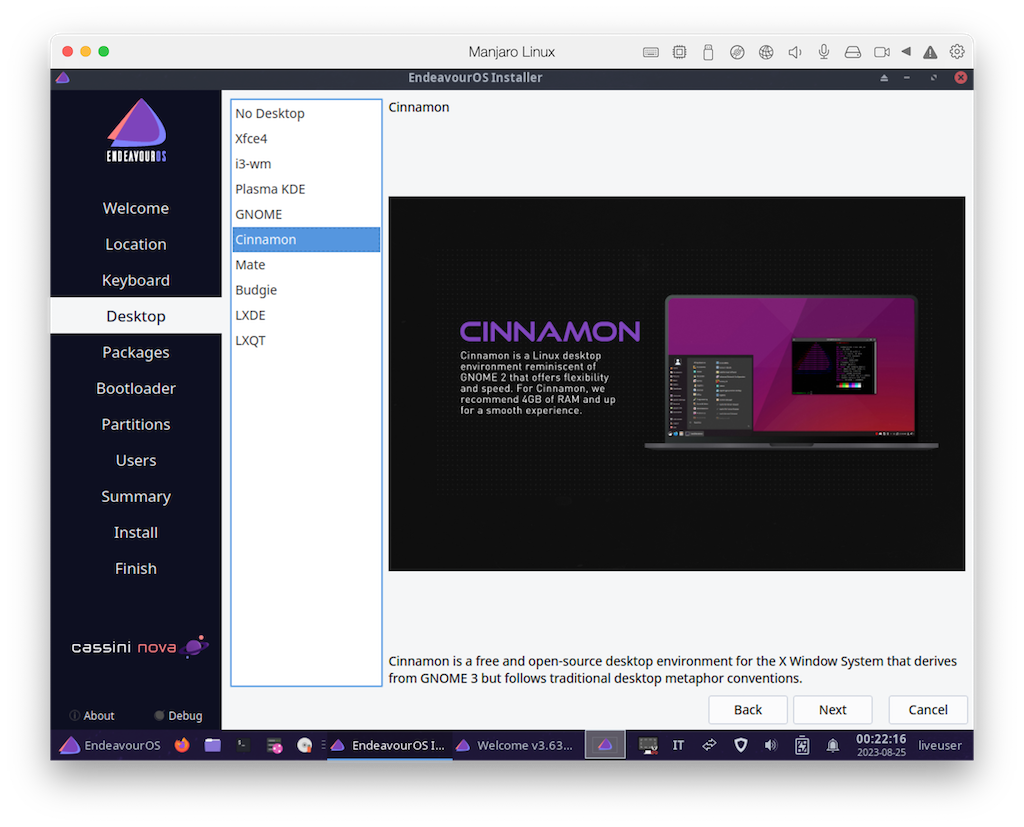 Manjaro Linux
EndeavourOS Installer
ENDEAVOUROS
Welcome
Location
Keyboard
Desktop
Packages
Bootloader
Partitions
Users
Summary
Install
Finish
cassini nova
About
Debug
No Desktop
Xfce4
i3-wm
Plasma KDE
GNOME
Cinnamon
Mate
Budgie
LXDE
LXQT
Cinnamon
CINNAMON
Cinnamon is a Linux desktop
environment reminiscent of
GNOME 2 that offers flexibility
and speed. For Cinnamon, we
recommend 4GB of RAM and up
for a smooth experience.
Cinnamon is a free and open-source desktop environment for the X Window System that derives
from GNOME 3 but follows traditional desktop metaphor conventions.
Back
Next
Cancel
EndeavourOS
EndeavourOS I...
Welcome v3.63...
IT
00:22:16
2023-08-25
liveuser